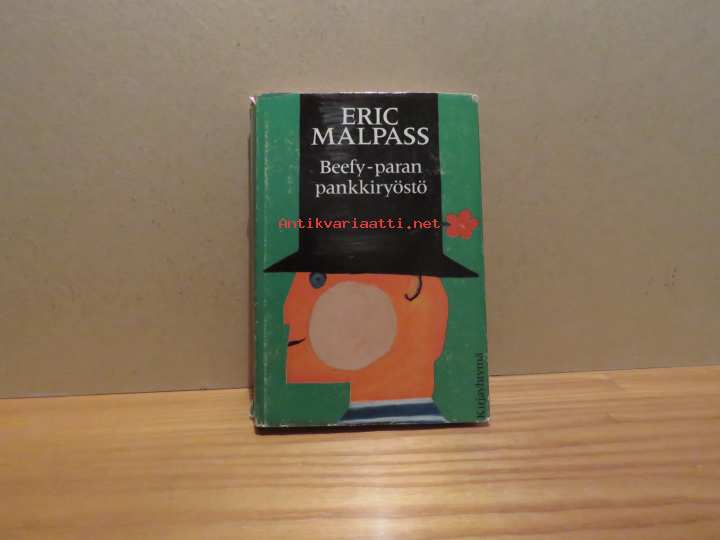 ERIC
MALPASS
Beefy-paran
pankkiryöstö
Antikvariaatti.net
Kirjayhtymä